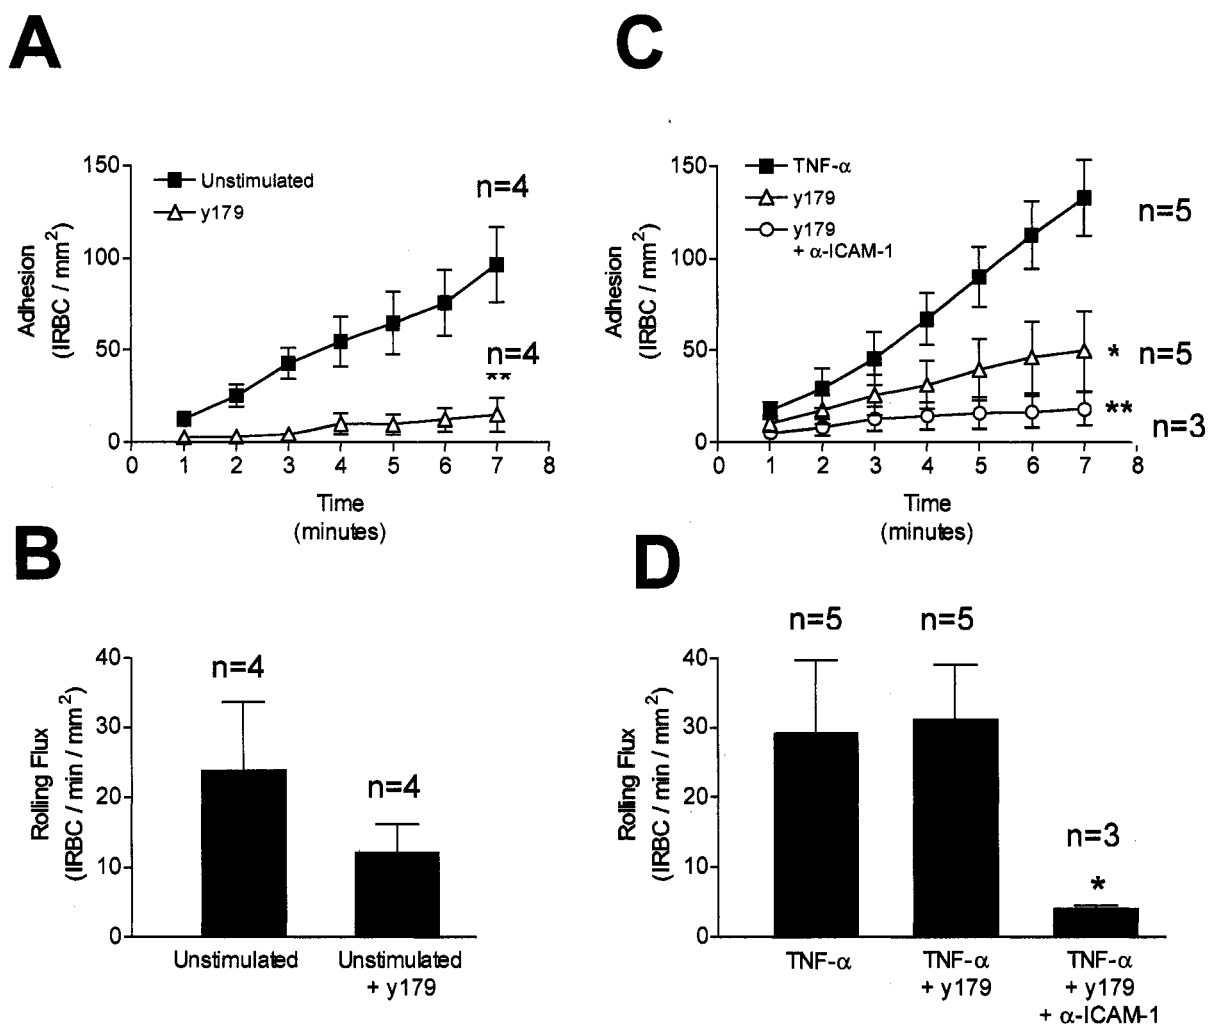 A
150
100
50
0
Adhesion
(IRBC / mm2)
Unstimulated
y179
n=4
n=4
**
0 1 2 3 4 5 6 7 8
Time
(minutes)
C
150
100
50
0
Adhesion
(IRBC / mm2)
TNF-α
y179
y179
+ α-ICAM-1
n=5
* n=5
** n=3
0 1 2 3 4 5 6 7 8
Time
(minutes)
B
40
30
20
10
0
Rolling Flux
(IRBC / min / mm2)
n=4
n=4
Unstimulated
Unstimulated
+ y179
D
40
30
20
10
0
Rolling Flux
(IRBC / min / mm2)
n=5
n=5
n=3
*
TNF-α
TNF-α
+ y179
TNF-α
+ y179
+ α-ICAM-1